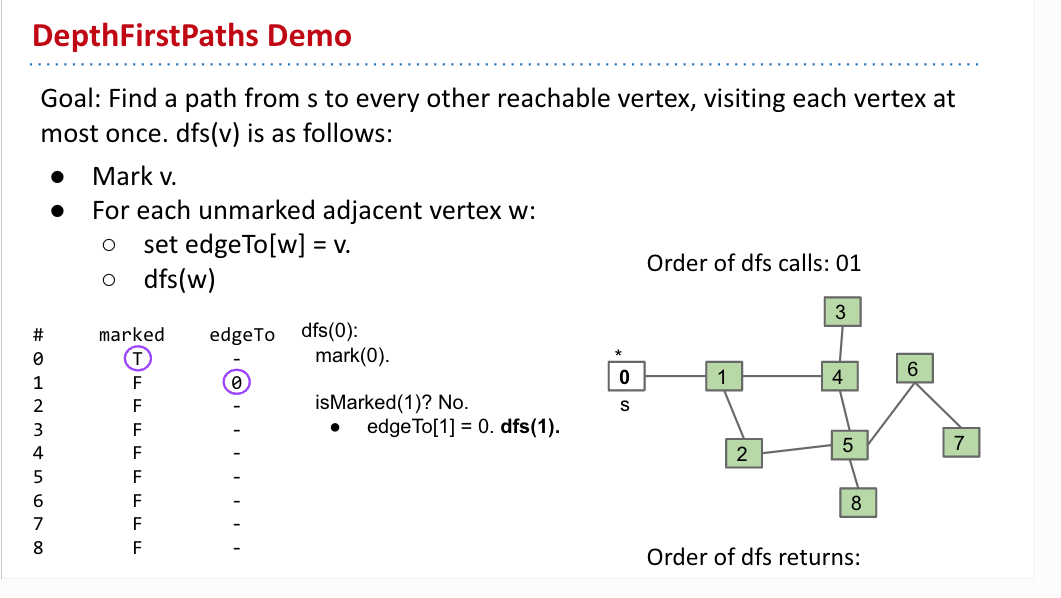 DepthFirstPaths Demo
Goal: Find a path from s to every other reachable vertex, visiting each vertex at
most once. dfs(v) is as follows:
● Mark v.
● For each unmarked adjacent vertex w:
○ set edgeTo[w] = v.
○ dfs(w)
# marked edgeTo
0 T -
1 F 0
2 F -
3 F -
4 F -
5 F -
6 F -
7 F -
8 F -
dfs(0):
mark(0).
isMarked(1)? No.
● edgeTo[1] = 0. dfs(1).
Order of dfs calls: 01
3
*
0 1 4 6
s
2 5 7
8
Order of dfs returns: